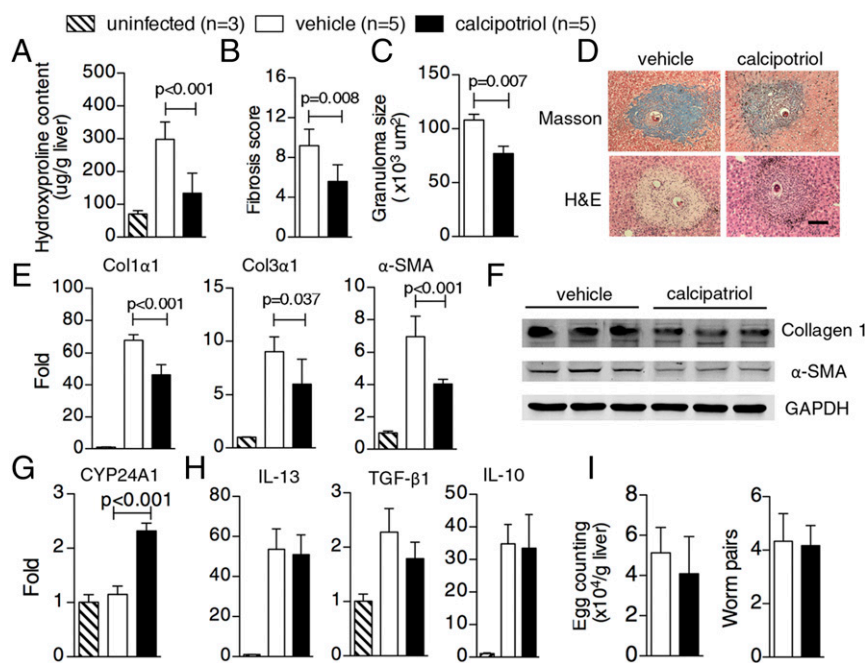 uninfected (n=3) vehicle (n=5) calcipotriol (n=5)
A
Hydroxyproline content
(ug/g liver)
500
400
300
200
100
0
p<0.001
B
Fibrosis score
16
12
8
4
0
p=0.008
C
Granuloma size
(x10³ um²)
150
100
50
0
p=0.007
D
vehicle calcipotriol
Masson
H&E
E
Fold
Col1α1
100
80
60
40
20
0
p<0.001
Col3α1
15
10
5
0
p=0.037
α-SMA
10
8
6
4
2
0
p<0.001
F
vehicle calcipatriol
Collagen 1
α-SMA
GAPDH
G
CYP24A1
Fold
3
2
1
0
p<0.001
H
IL-13
80
60
40
20
0
TGF-β1
3
2
1
0
IL-10
50
40
30
20
10
0
I
Egg counting
(x10⁴/g liver)
8
6
4
2
0
Worm pairs
6
4
2
0